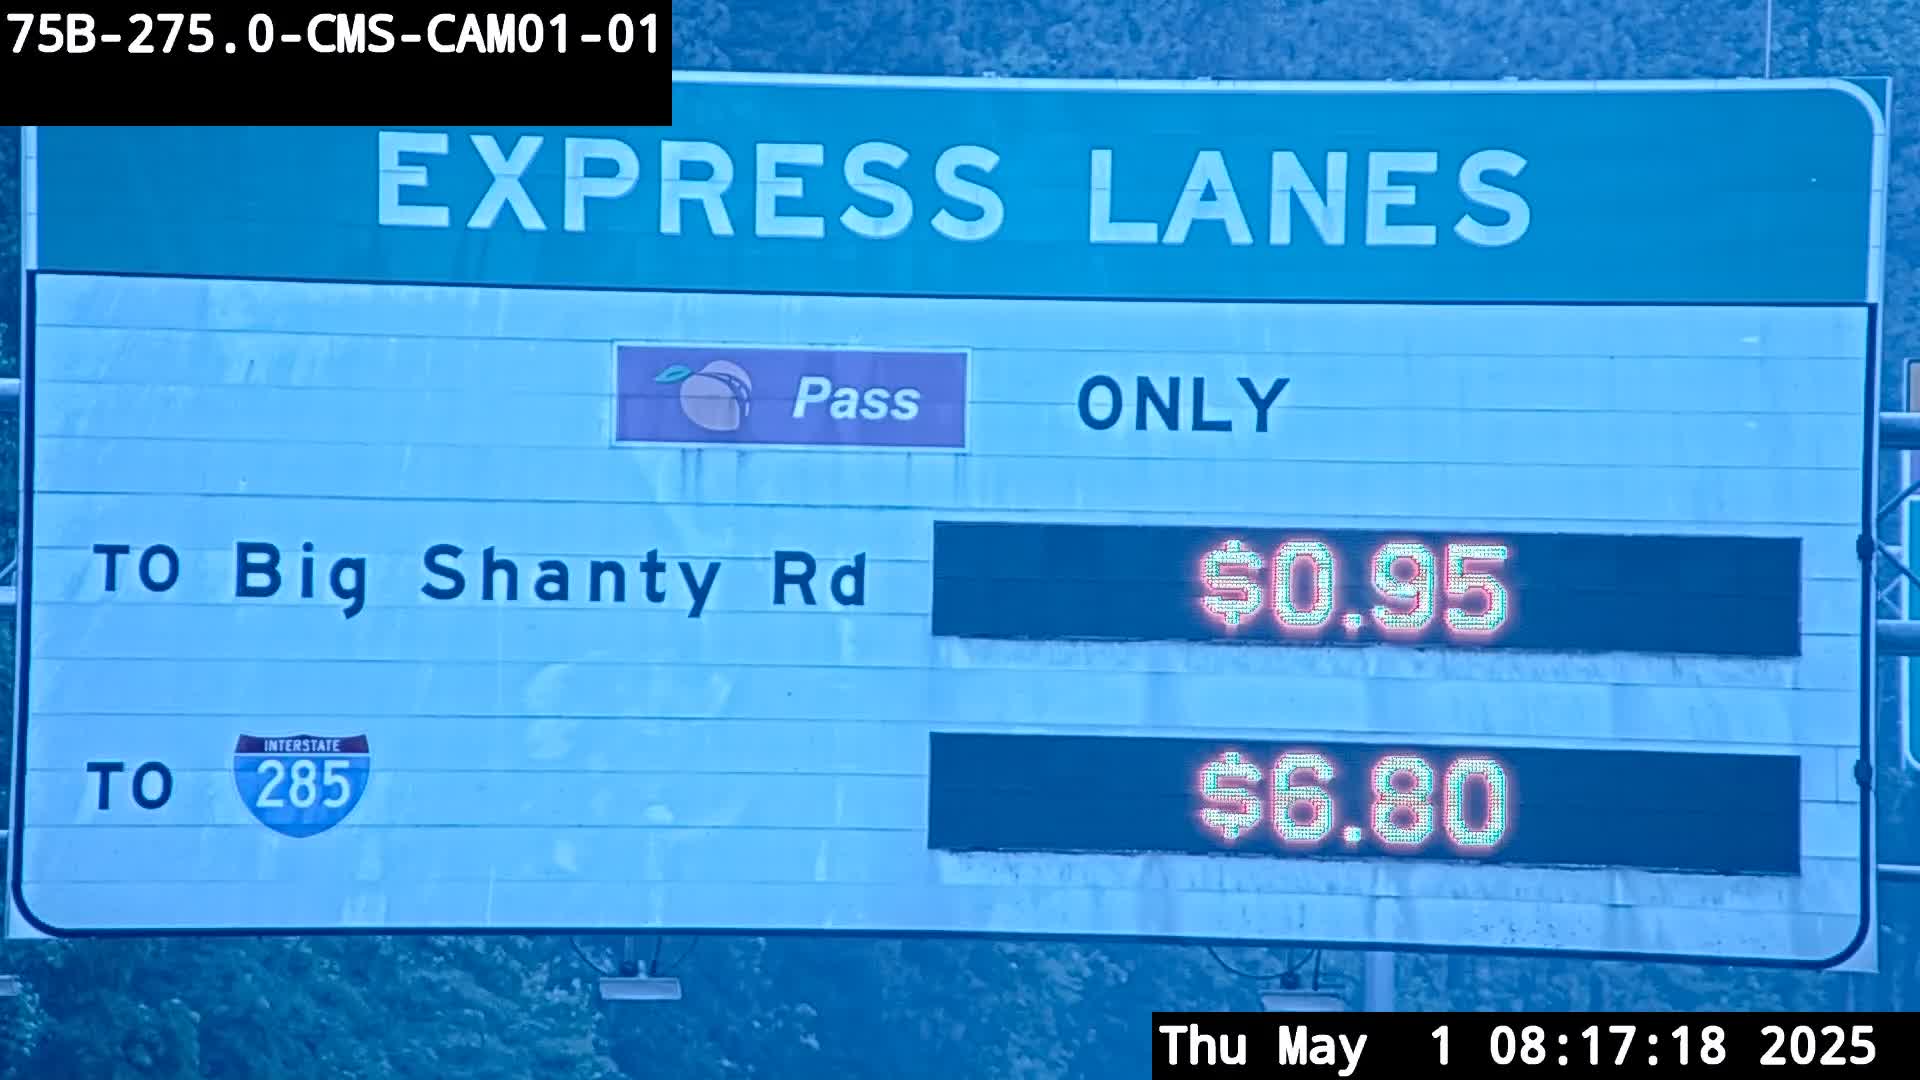 75B-275.0-CMS-CAM01-01
EXPRESS LANES
Pass ONLY
TO Big Shanty Rd $0.95
INTERSTATE
TO 285 $6.80
Thu May 1 08:17:18 2025